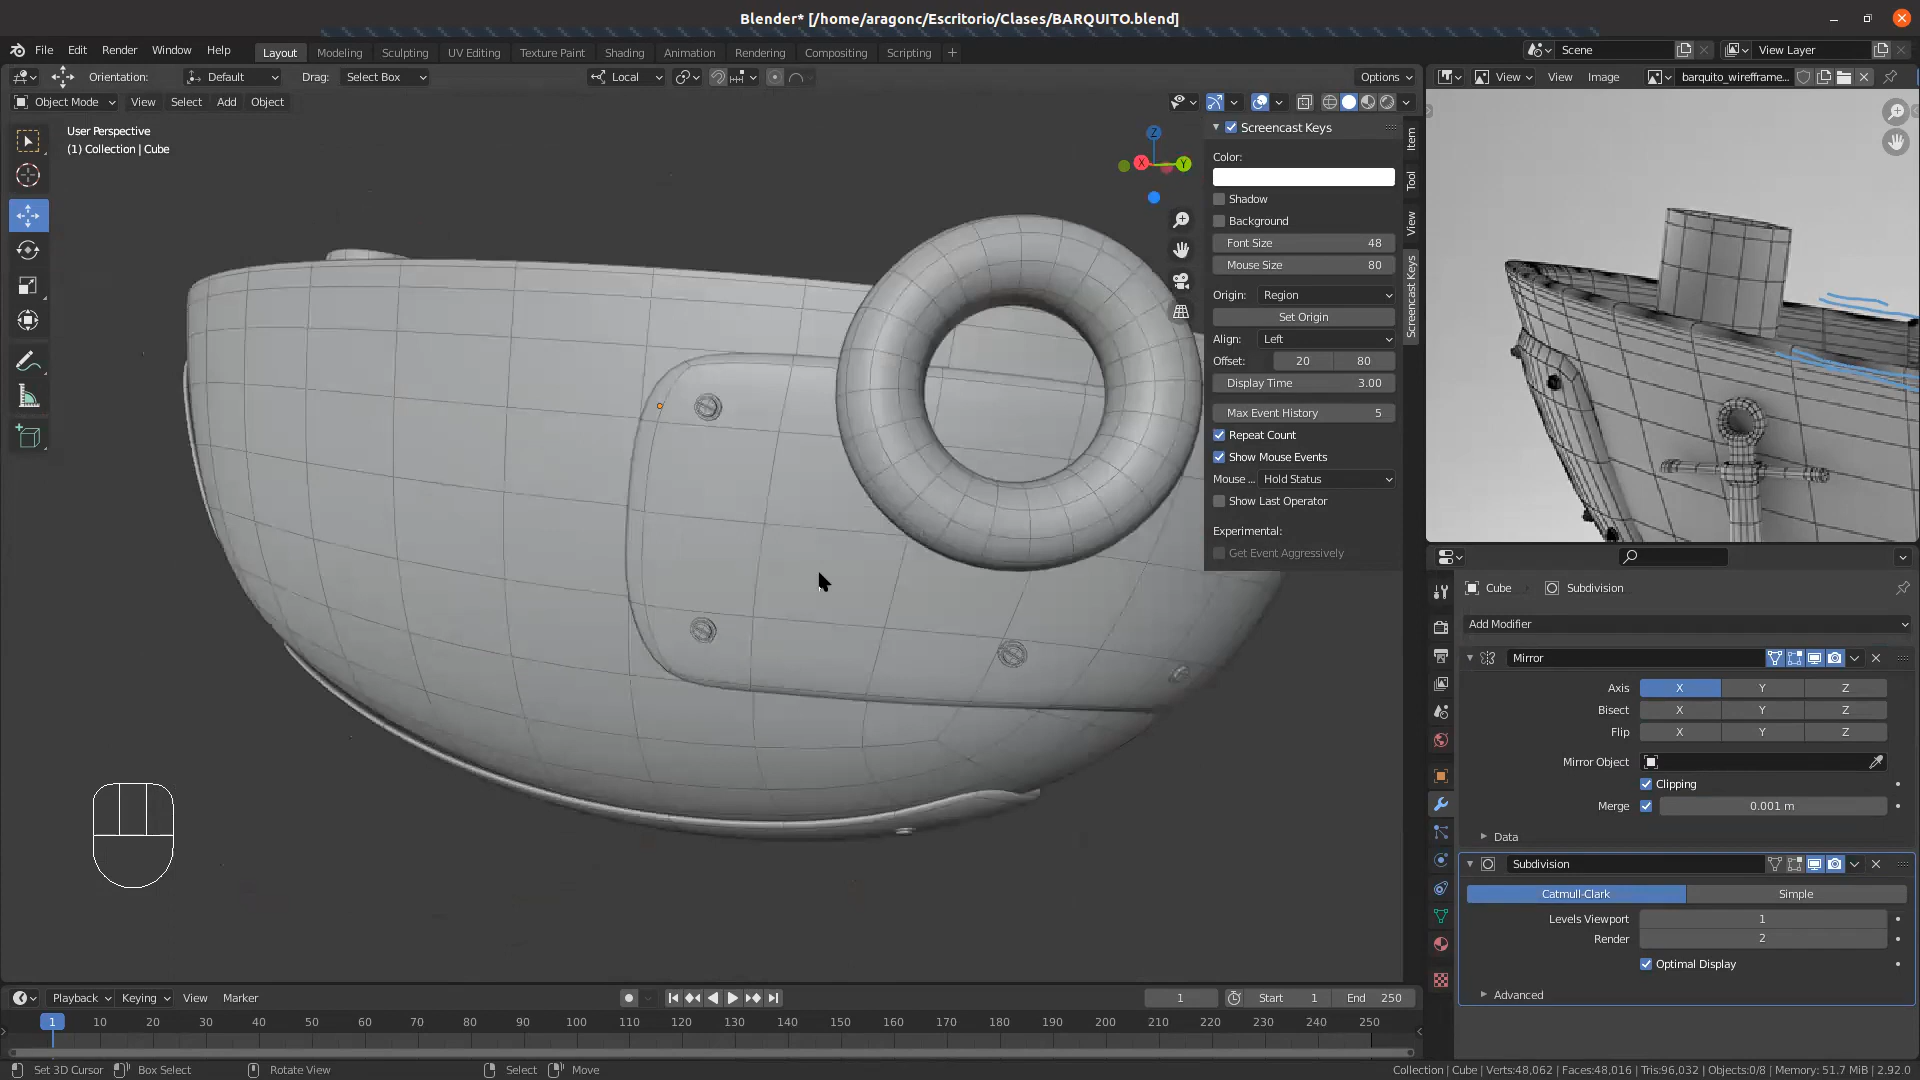 Blender* [/home/aragonc/Escritorio/Clases/BARQUITO.blend]
File Edit Render Window Help
Layout Modeling Sculpting UV Editing Texture Paint Shading Animation Rendering Compositing Scripting +
Scene View Layer
Orientation: Default Drag: Select Box Local Options
View View Image barquito_wirefframe...
Object Mode View Select Add Object
User Perspective
(1) Collection | Cube
Z
X
Y
Screencast Keys
Color:
Shadow
Background
Font Size 48
Mouse Size 80
Origin: Region
Set Origin
Align: Left
Offset: 20 80
Display Time 3.00
Max Event History 5
Repeat Count
Show Mouse Events
Mouse ... Hold Status
Show Last Operator
Experimental:
Get Event Aggressively
Item
Tool
View
Screencast Keys
Cube Subdivision
Add Modifier
Mirror
Axis X Y Z
Bisect X Y Z
Flip X Y Z
Mirror Object
Clipping
Merge 0.001 m
Data
Subdivision
Catmull-Clark Simple
Levels Viewport 1
Render 2
Optimal Display
Advanced
Playback Keying View Marker 1 Start 1 End 250
1 10 20 30 40 50 60 70 80 90 100 110 120 130 140 150 160 170 180 190 200 210 220 230 240 250
Set 3D Cursor Box Select Rotate View Select Move Collection | Cube | Verts:48,062 | Faces:48,016 | Tris:96,032 | Objects:0/8 | Memory: 51.7 MiB | 2.92.0